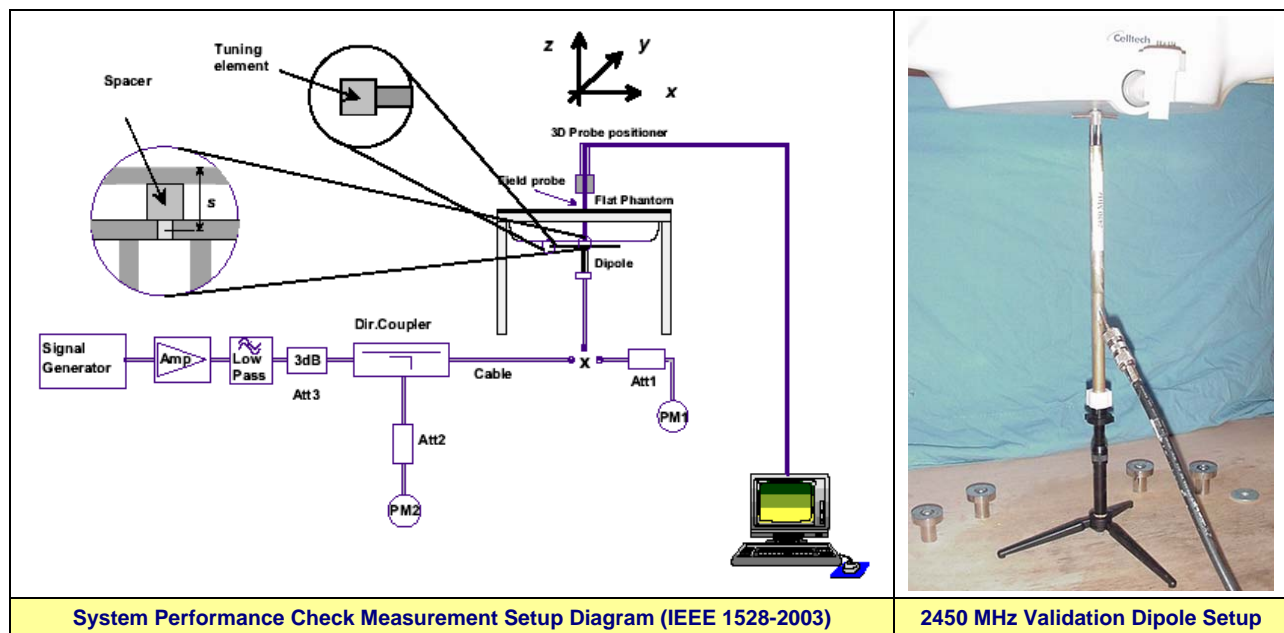 Tuning
element
Spacer
s
z
y
x
3D Probe positioner
Field probe
Flat Phantom
Dipole
Signal
Generator
Amp
Low
Pass
3dB
Att3
Dir.Coupler
Cable
x
Att1
PM1
Att2
PM2
System Performance Check Measurement Setup Diagram (IEEE 1528-2003)
Celltech
2450 MHz
2450 MHz Validation Dipole Setup